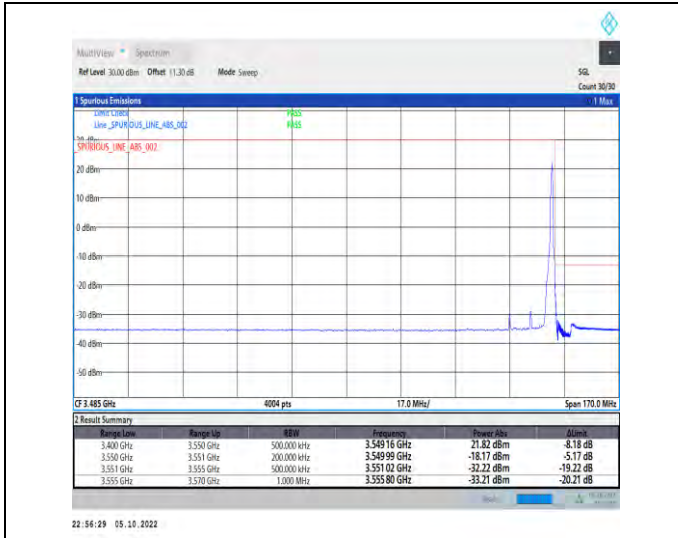 MultiView Spectrum
Ref Level 30.00 dBm Offset 11.30 dB Mode Sweep SGL
Count 30/30
1 Spurious Emissions 1 Max
Limit Check PASS
Line _SPURIOUS_LINE_ABS_002 PASS
_SPURIOUS_LINE_ABS_002
20 dBm
10 dBm
0 dBm
-10 dBm
-20 dBm
-30 dBm
-40 dBm
-50 dBm
CF 3.485 GHz 4004 pts 17.0 MHz/ Span 170.0 MHz
2 Result Summary
Range Low Range Up RBW Frequency Power Abs ΔLimit
3.400 GHz 3.550 GHz 500.000 kHz 3.549 16 GHz 21.82 dBm -8.18 dB
3.550 GHz 3.551 GHz 200.000 kHz 3.549 99 GHz -18.17 dBm -5.17 dB
3.551 GHz 3.555 GHz 500.000 kHz 3.551 02 GHz -32.22 dBm -19.22 dB
3.555 GHz 3.570 GHz 1.000 MHz 3.555 80 GHz -33.21 dBm -20.21 dB
22:56:29 05.10.2022